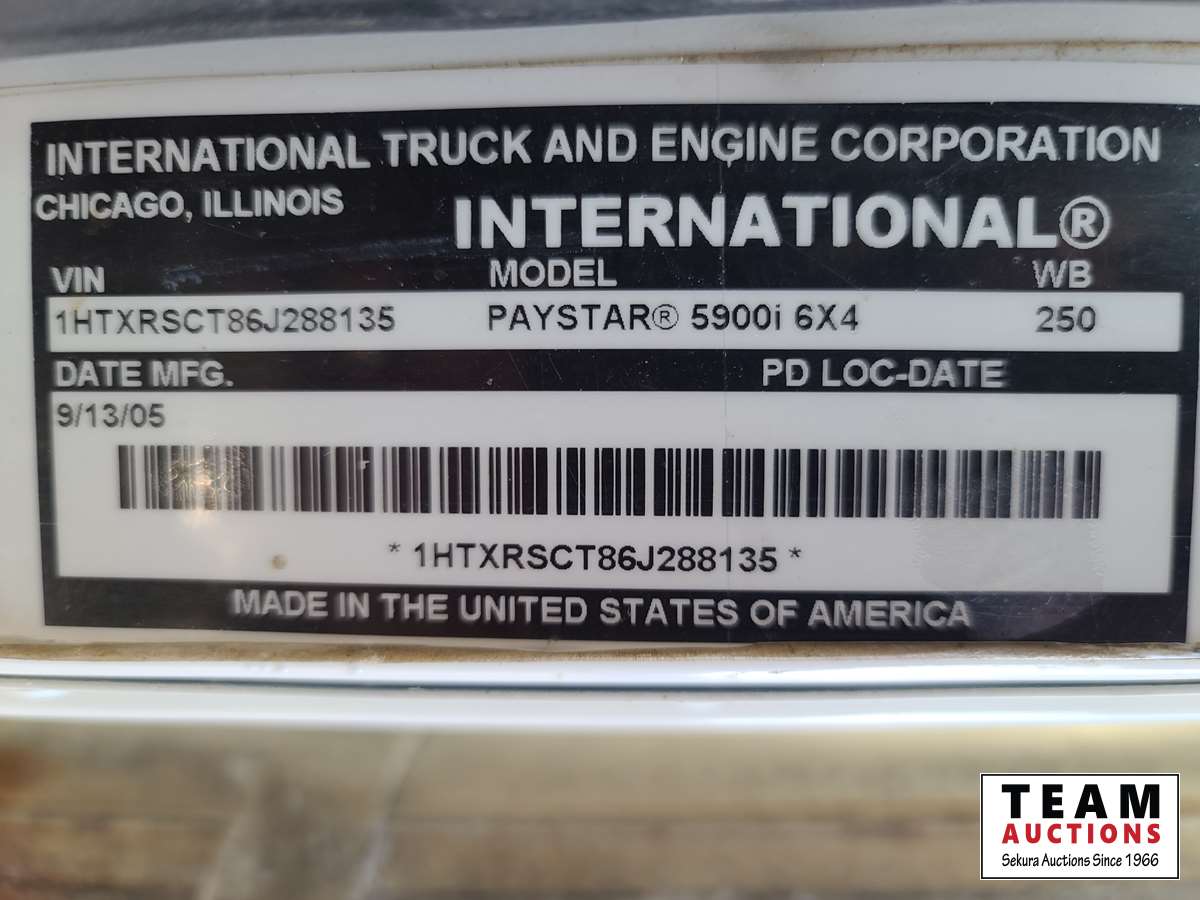 INTERNATIONAL TRUCK AND ENGINE CORPORATION
CHICAGO, ILLINOIS
INTERNATIONAL®
VIN MODEL WB
1HTXRSCT86J288135 PAYSTAR® 5900i 6X4 250
DATE MFG. PD LOC-DATE
9/13/05
* 1HTXRSCT86J288135 *
MADE IN THE UNITED STATES OF AMERICA
TEAM
AUCTIONS
Sekura Auctions Since 1966